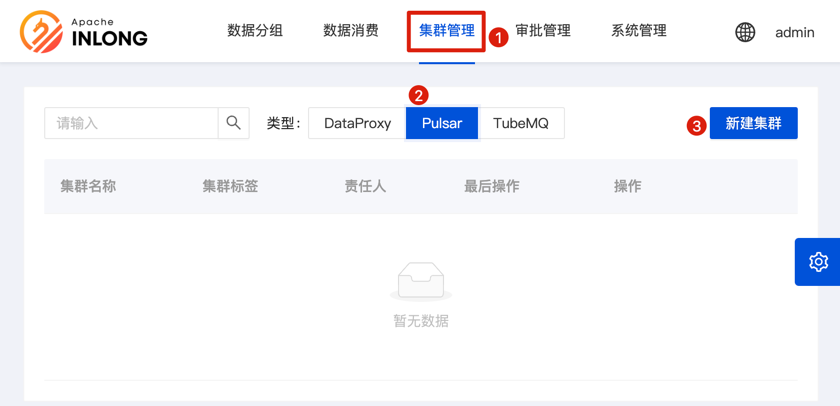 Apache
INLONG
数据分组 数据消费 集群管理 1 审批管理 系统管理 admin
2
请输入 类型: DataProxy Pulsar TubeMQ 3 新建集群
集群名称 集群标签 责任人 最后操作 操作
暂无数据